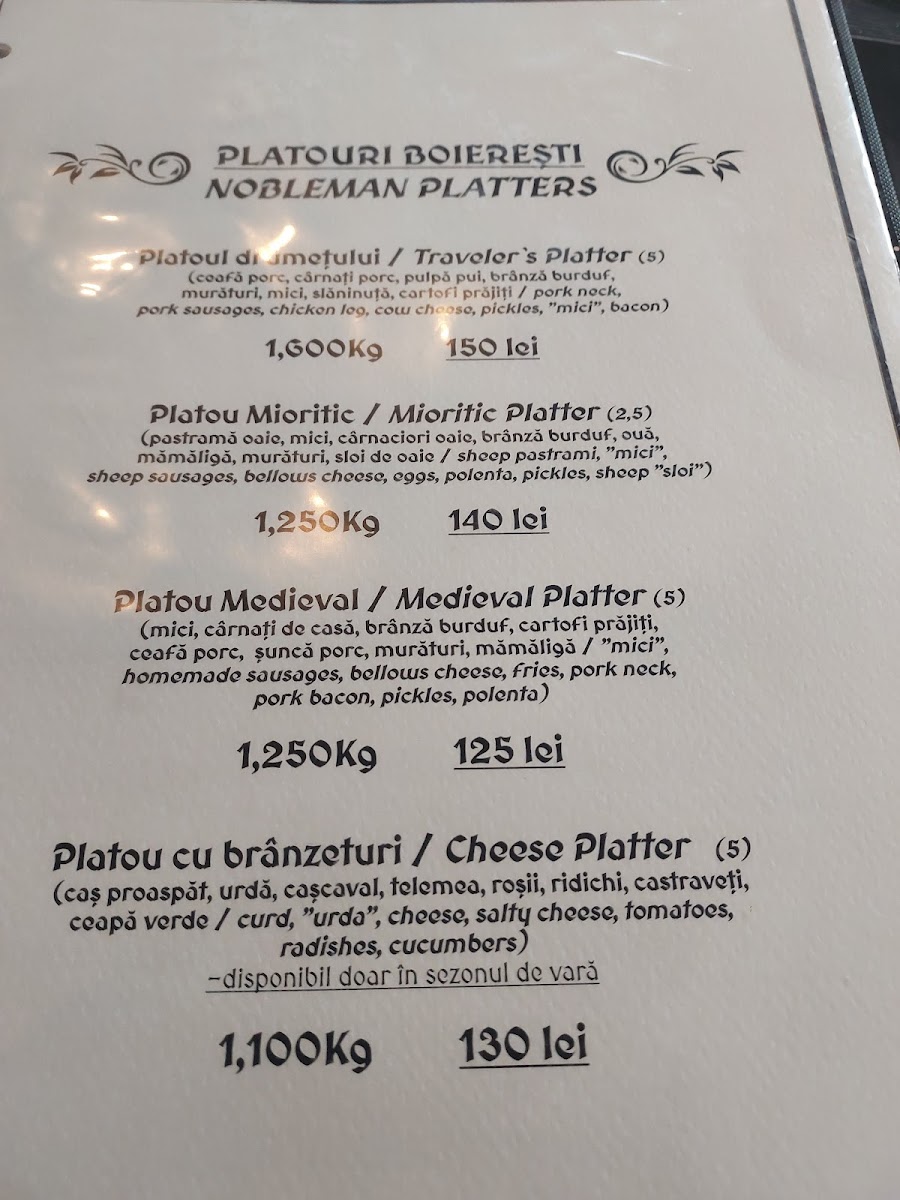 PLATOURI BOIEREȘTI
NOBLEMAN PLATTERS
Platoul drumețului / Traveler`s Platter (5)
(ceafă porc, cârnați porc, pulpă pui, brânză burduf,
murături, mici, slăninuță, cartofi prăjiți / pork neck,
pork sausages, chicken leg, cow cheese, pickles, "mici", bacon)
1,600Kg 150 lei
Platou Mioritic / Mioritic Platter (2,5)
(pastramă oaie, mici, cârnaciori oaie, brânză burduf, ouă,
mămăligă, murături, sloi de oaie / sheep pastrami, "mici",
sheep sausages, bellows cheese, eggs, polenta, pickles, sheep "sloi")
1,250Kg 140 lei
Platou Medieval / Medieval Platter (5)
(mici, cârnați de casă, brânză burduf, cartofi prăjiți,
ceafă porc, șuncă porc, murături, mămăligă / "mici",
homemade sausages, bellows cheese, fries, pork neck,
pork bacon, pickles, polenta)
1,250Kg 125 lei
Platou cu brânzeturi / Cheese Platter (5)
(caș proaspăt, urdă, cașcaval, telemea, roșii, ridichi, castraveți,
ceapă verde / curd, "urda", cheese, salty cheese, tomatoes,
radishes, cucumbers)
-disponibil doar în sezonul de vară
1,100Kg 130 lei